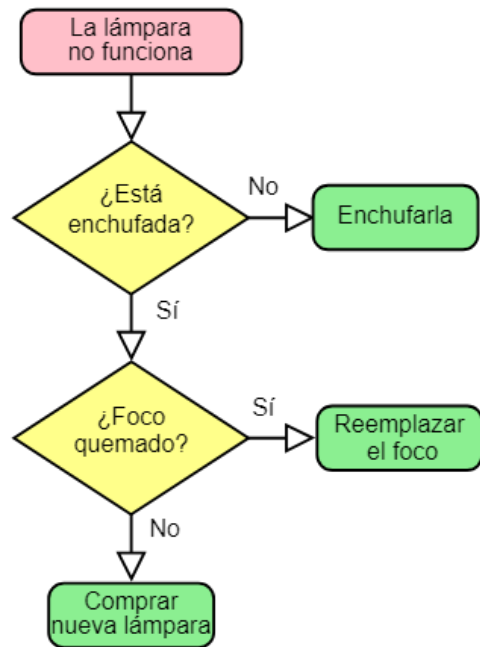 La lámpara
no funciona
¿Está
enchufada?
No
Enchufarla
Sí
¿Foco
quemado?
Sí
Reemplazar
el foco
No
Comprar
nueva lámpara